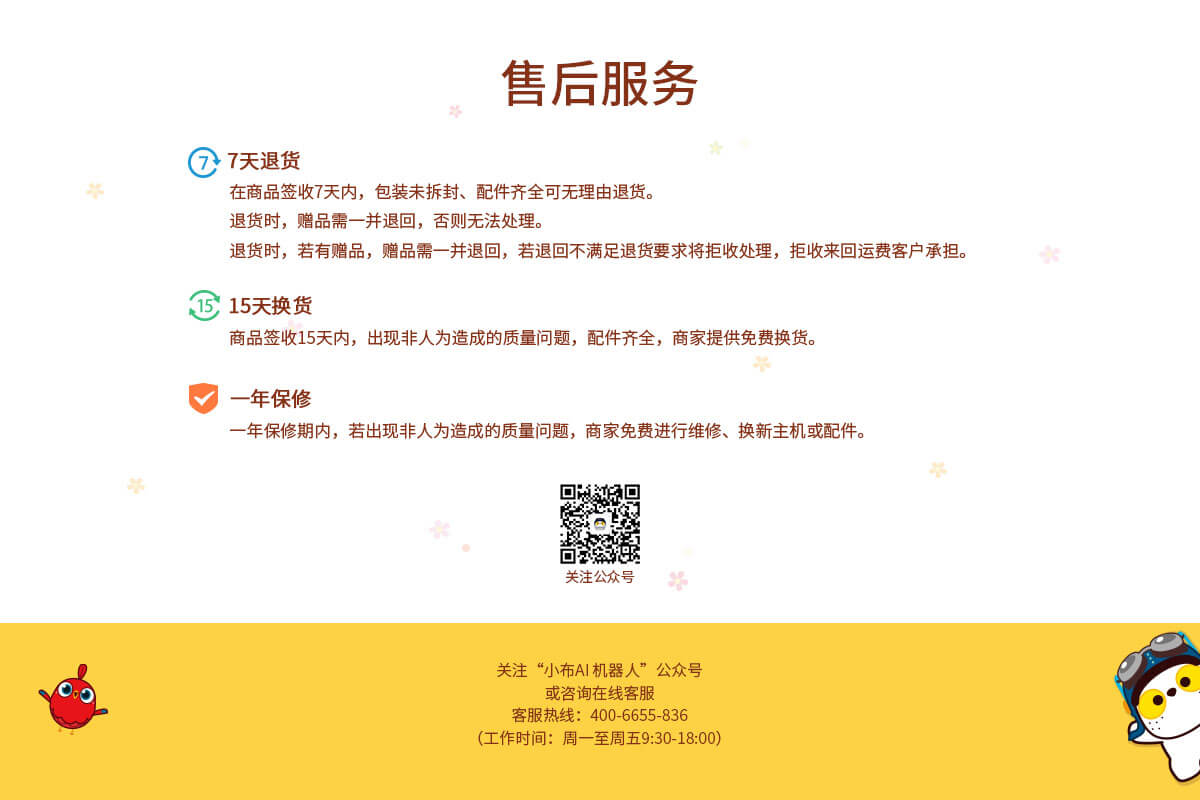 售后服务
7
7天退货
在商品签收7天内，包装未拆封、配件齐全可无理由退货。
退货时，赠品需一并退回，否则无法处理。
退货时，若有赠品，赠品需一并退回，若退回不满足退货要求将拒收处理，拒收来回运费客户承担。
15
15天换货
商品签收15天内，出现非人为造成的质量问题，配件齐全，商家提供免费换货。
一年保修
一年保修期内，若出现非人为造成的质量问题，商家免费进行维修、换新主机或配件。
关注公众号
关注“小布AI 机器人”公众号
或咨询在线客服
客服热线：400-6655-836
（工作时间：周一至周五9:30-18:00）